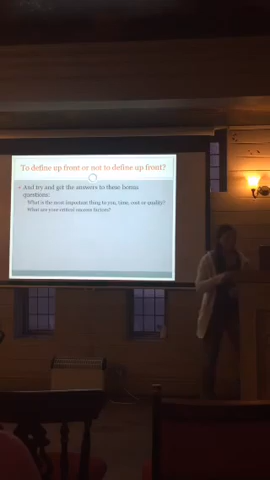 To define up front or not to define up front?
And try and get the answers to these bonus
questions:
What is the most important thing to you, time, cost or quality?
What are your critical success factors?